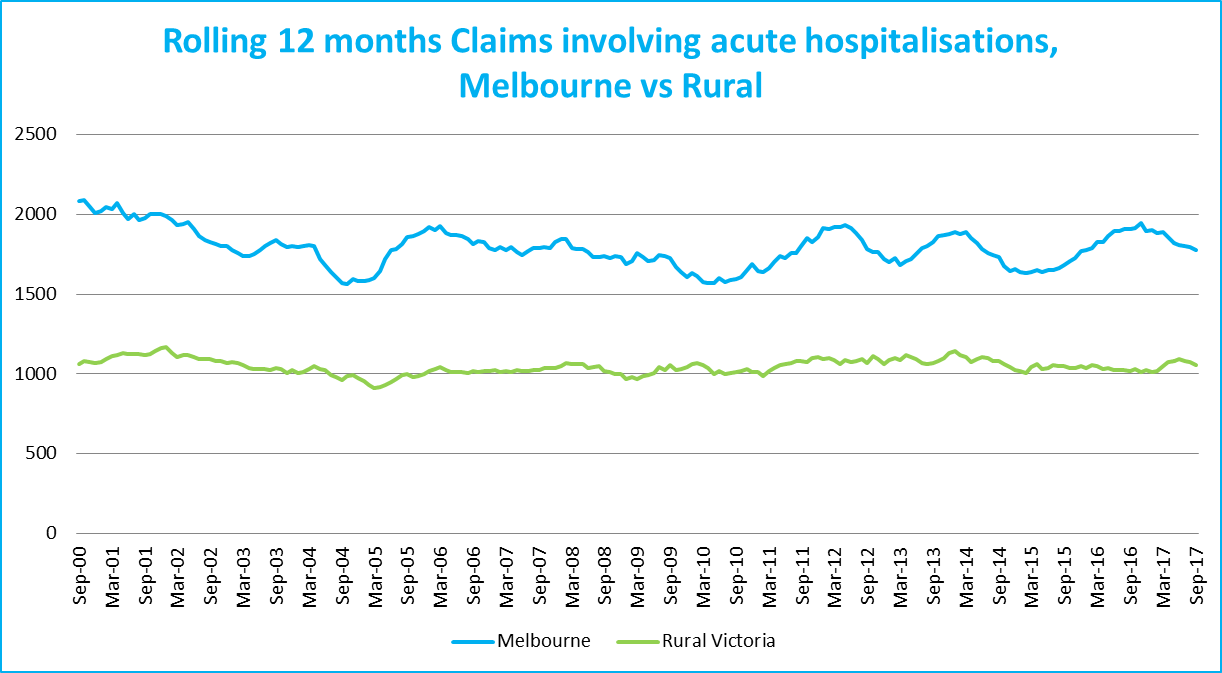 Rolling 12 months Claims involving acute hospitalisations,
Melbourne vs Rural
2500
2000
1500
1000
500
0
Sep-00
Mar-01
Sep-01
Mar-02
Sep-02
Mar-03
Sep-03
Mar-04
Sep-04
Mar-05
Sep-05
Mar-06
Sep-06
Mar-07
Sep-07
Mar-08
Sep-08
Mar-09
Sep-09
Mar-10
Sep-10
Mar-11
Sep-11
Mar-12
Sep-12
Mar-13
Sep-13
Mar-14
Sep-14
Mar-15
Sep-15
Mar-16
Sep-16
Mar-17
Sep-17
Melbourne
Rural Victoria